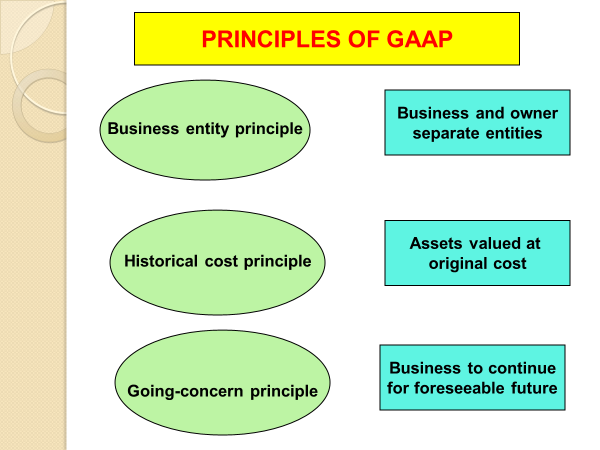 PRINCIPLES OF GAAP
Business entity principle
Business and owner
separate entities
Historical cost principle
Assets valued at
original cost
Going-concern principle
Business to continue
for foreseeable future